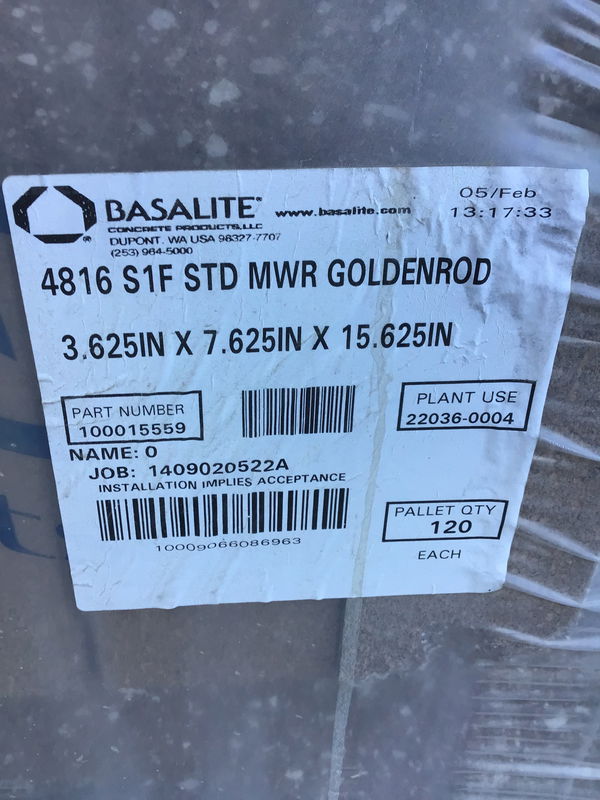 BASALITE®
CONCRETE PRODUCTS, LLC
DUPONT, WA USA 98327-7707
(253) 964-5000
www.basalite.com
05/Feb
13:17:33
4816 S1F STD MWR GOLDENROD
3.625IN X 7.625IN X 15.625IN
PART NUMBER
100015559
PLANT USE
22036-0004
NAME: 0
JOB: 1409020522A
INSTALLATION IMPLIES ACCEPTANCE
10009066086963
PALLET QTY
120
EACH